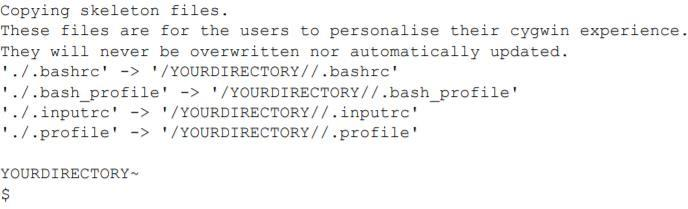 Copying skeleton files.
These files are for the users to personalise their cygwin experience.
They will never be overwritten nor automatically updated.
'./.bashrc' -> '/YOURDIRECTORY//.bashrc'
'./.bash_profile' -> '/YOURDIRECTORY//.bash_profile'
'./.inputrc' -> '/YOURDIRECTORY//.inputrc'
'./.profile' -> '/YOURDIRECTORY//.profile'
YOURDIRECTORY~
$